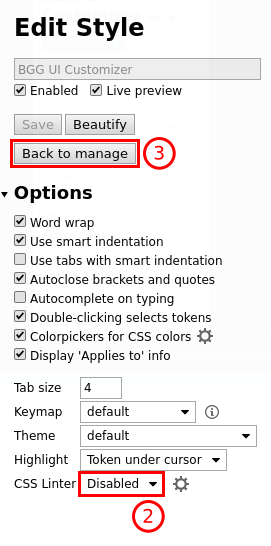 Edit Style
BGG UI Customizer
Enabled Live preview
Save Beautify
Back to manage 3
Options
Word wrap
Use smart indentation
Use tabs with smart indentation
Autoclose brackets and quotes
Autocomplete on typing
Double-clicking selects tokens
Colorpickers for CSS colors
Display 'Applies to' info
Tab size 4
Keymap default
Theme default
Highlight Token under cursor
CSS Linter Disabled
2